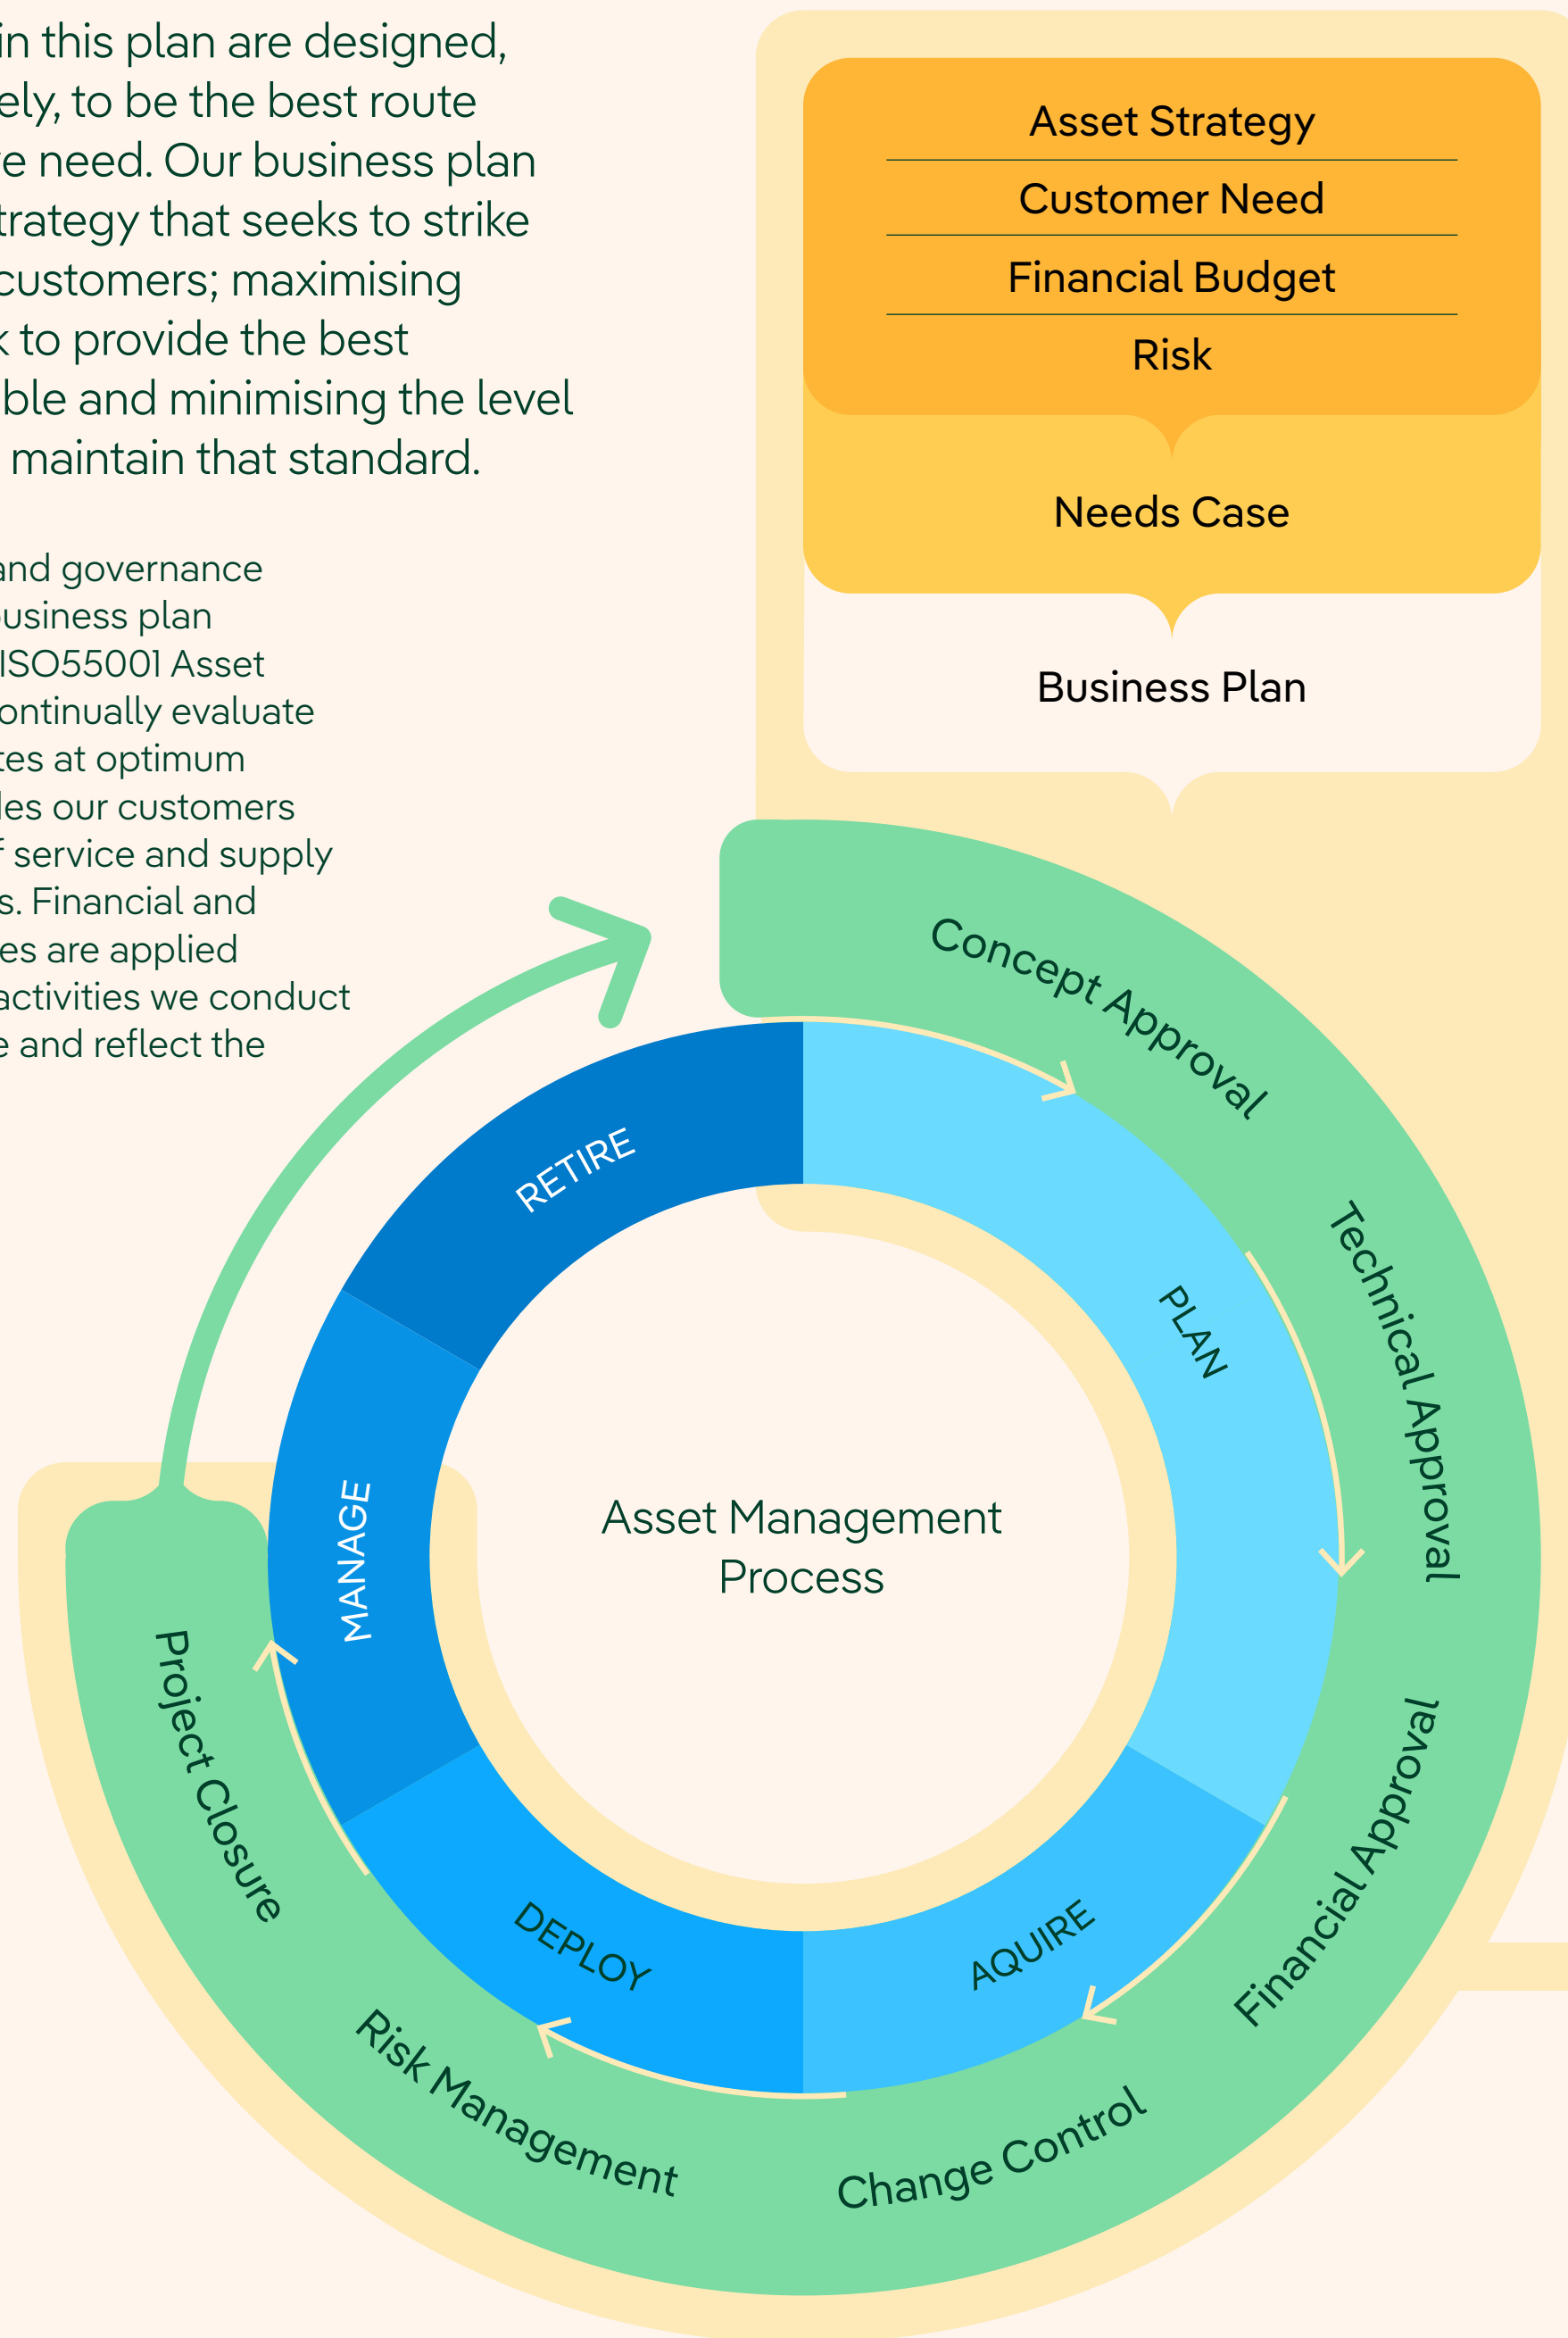 in this plan are designed,
ely, to be the best route
e need. Our business plan
trategy that seeks to strike
customers; maximising
k to provide the best
ble and minimising the level
maintain that standard.
and governance
business plan
ISO55001 Asset
ontinually evaluate
tes at optimum
des our customers
f service and supply
s. Financial and
es are applied
activities we conduct
e and reflect the
Asset Strategy
Customer Need
Financial Budget
Risk
Needs Case
Business Plan
Concept Approval
Technical Approval
Financial Approval
Change Control
Risk Management
Project Closure
PLAN
AQUIRE
DEPLOY
MANAGE
RETIRE
Asset Management
Process